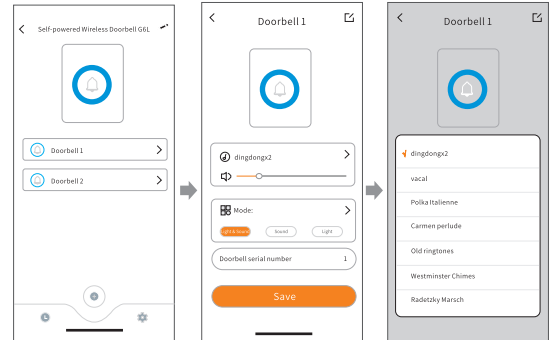 Self-powered Wireless Doorbell G6L
Doorbell 1
Doorbell 2
Doorbell 1
dingdongx2
Mode:
Light & Sound
Sound
Light
Doorbell serial number 1
Save
Doorbell 1
dingdongx2
vacal
Polka Italienne
Carmen perlude
Old ringtones
Westminster Chimes
Radetzky Marsch